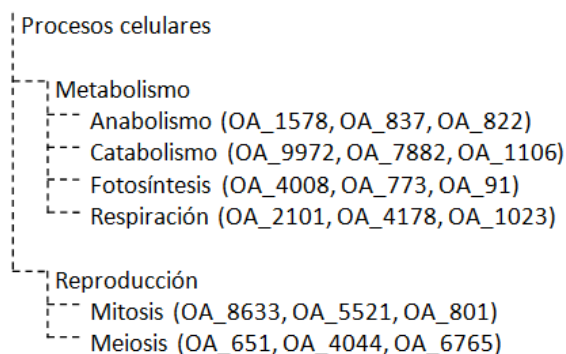 Procesos celulares
Metabolismo
Anabolismo (OA_1578, OA_837, OA_822)
Catabolismo (OA_9972, OA_7882, OA_1106)
Fotosíntesis (OA_4008, OA_773, OA_91)
Respiración (OA_2101, OA_4178, OA_1023)
Reproducción
Mitosis (OA_8633, OA_5521, OA_801)
Meiosis (OA_651, OA_4044, OA_6765)